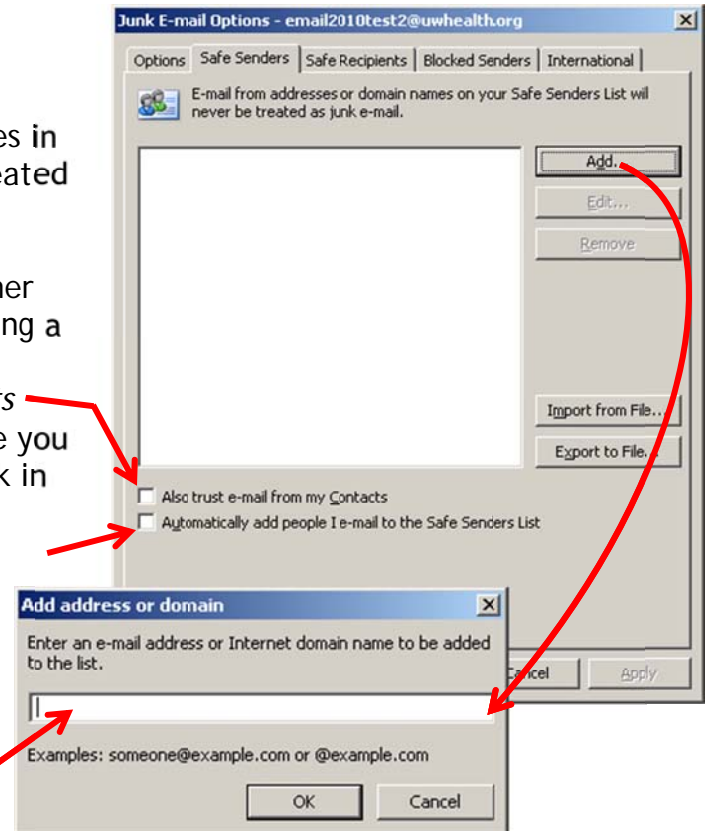 Junk E-mail Options - email2010test2@uwhealth.org
Options Safe Senders Safe Recipients Blocked Senders International
E-mail from addresses or domain names on your Safe Senders List will
never be treated as junk e-mail.
es in
eated
Add...
Edit...
Remove
her
ng a
ts
e you
k in
Import from File...
Export to File...
Also trust e-mail from my Contacts
Automatically add people I e-mail to the Safe Senders List
Cancel Apply
Add address or domain
Enter an e-mail address or Internet domain name to be added
to the list.
Examples: someone@example.com or @example.com
OK Cancel